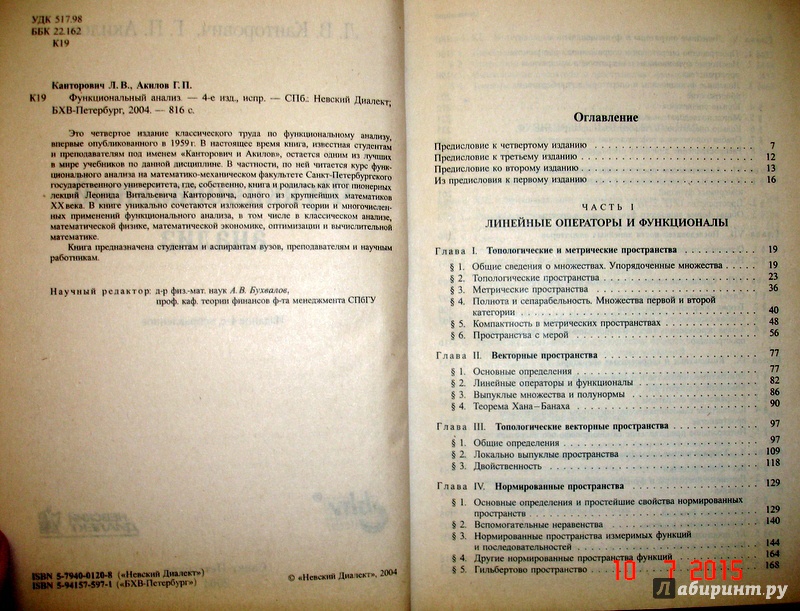 УДК 517.98
ББК 22.162
К19
Канторович Л. В., Акилов Г. П.
К19 Функциональный анализ. — 4-е изд., испр. — СПб.: Невский Диалект;
БХВ-Петербург, 2004. — 816 с.
Это четвертое издание классического труда по функциональному анализу,
впервые опубликованного в 1959 г. В настоящее время книга, известная студентам
и преподавателям под именем «Канторович и Акилов», остается одним из лучших
в мире учебников по данной дисциплине. В частности, по ней читается курс функ-
ционального анализа на математико-механическом факультете Санкт-Петербургского
государственного университета, где, собственно, книга и родилась как итог пионерных
лекций Леонида Витальевича Канторовича, одного из крупнейших математиков
XX века. В книге уникально сочетаются изложения строгой теории и многочислен-
ных применений функционального анализа, в том числе в классическом анализе,
математической физике, математической экономике, оптимизации и вычислительной
математике.
Книга предназначена студентам и аспирантам вузов, преподавателям и научным
работникам.
Научный редактор: д-р физ.-мат. наук А. В. Бухвалов,
проф. каф. теории финансов ф-та менеджмента СПбГУ
ISBN 5-7940-0120-8 («Невский Диалект»)
ISBN 5-94157-597-1 («БХВ-Петербург»)
© «Невский Диалект», 2004
Оглавление
Предисловие к четвертому изданию 7
Предисловие к третьему изданию 12
Предисловие ко второму изданию 13
Из предисловия к первому изданию 16
ЧАСТЬ I
ЛИНЕЙНЫЕ ОПЕРАТОРЫ И ФУНКЦИОНАЛЫ
Глава I. Топологические и метрические пространства 19
§ 1. Общие сведения о множествах. Упорядоченные множества 19
§ 2. Топологические пространства 23
§ 3. Метрические пространства 36
§ 4. Полнота и сепарабельность. Множества первой и второй
категории 40
§ 5. Компактность в метрических пространствах 48
§ 6. Пространства с мерой 56
Глава II. Векторные пространства 77
§ 1. Основные определения 77
§ 2. Линейные операторы и функционалы 82
§ 3. Выпуклые множества и полунормы 86
§ 4. Теорема Хана–Банаха 90
Глава III. Топологические векторные пространства 97
§ 1. Общие определения 97
§ 2. Локально выпуклые пространства 109
§ 3. Двойственность 118
Глава IV. Нормированные пространства 129
§ 1. Основные определения и простейшие свойства нормированных
пространств 129
§ 2. Вспомогательные неравенства 140
§ 3. Нормированные пространства измеримых функций
и последовательностей 144
§ 4. Другие нормированные пространства функций 164
§ 5. Гильбертово пространство 168
10 7 2015
Лабиринт.ру